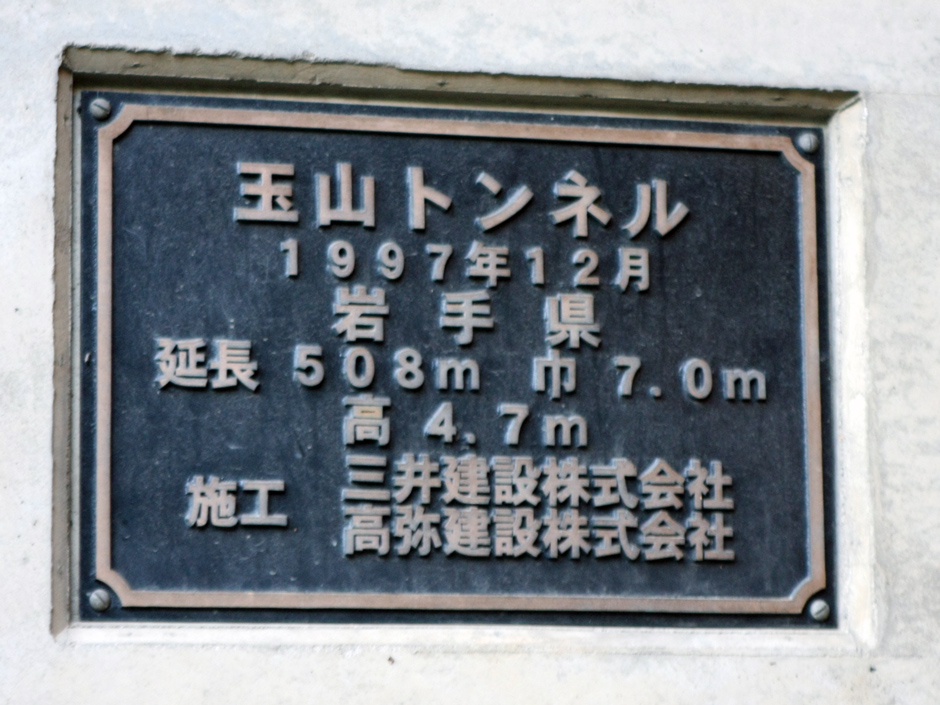 玉山トンネル
1997年12月
岩手県
延長 508m 巾 7.0m
高 4.7m
施工 三井建設株式会社
高弥建設株式会社